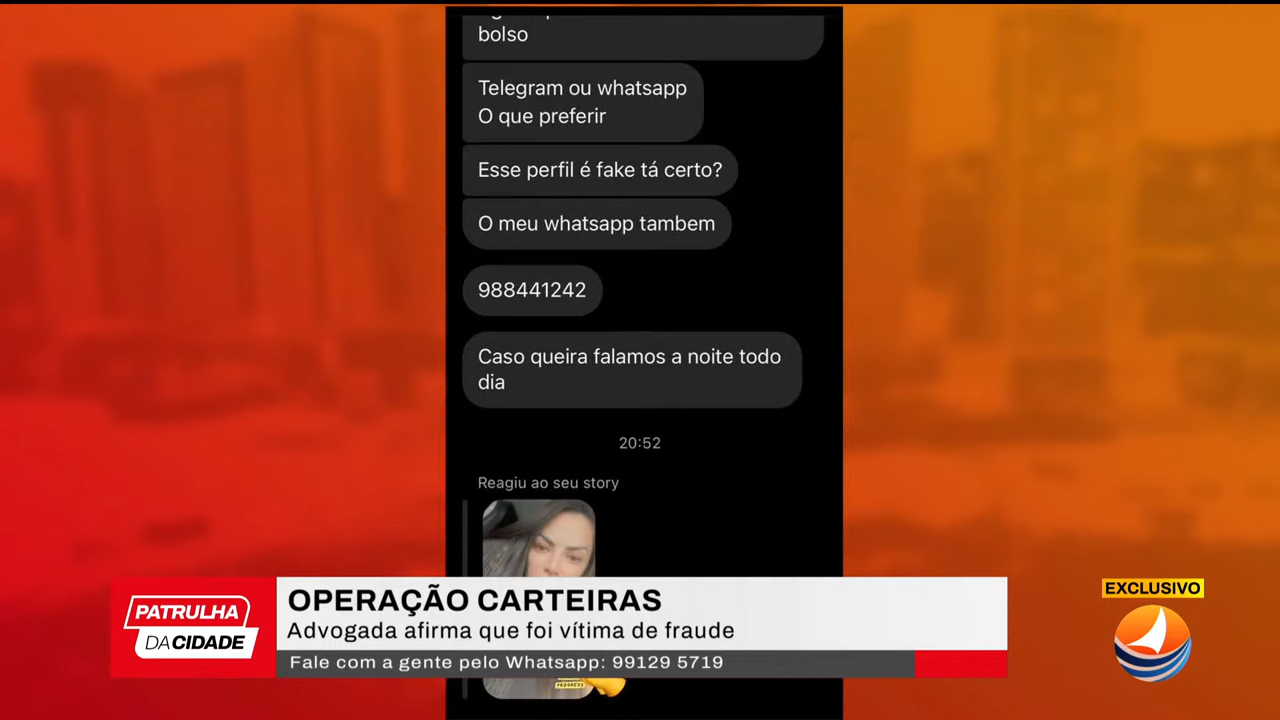 bolso
Telegram ou whatsapp
O que preferir
Esse perfil é fake tá certo?
O meu whatsapp tambem
988441242
Caso queira falamos a noite todo
dia
20:52
Reagiu ao seu story
PATRULHA
DA CIDADE
OPERAÇÃO CARTEIRAS
Advogada afirma que foi vítima de fraude
Fale com a gente pelo Whatsapp: 99129 5719
EXCLUSIVO
PROGRESS